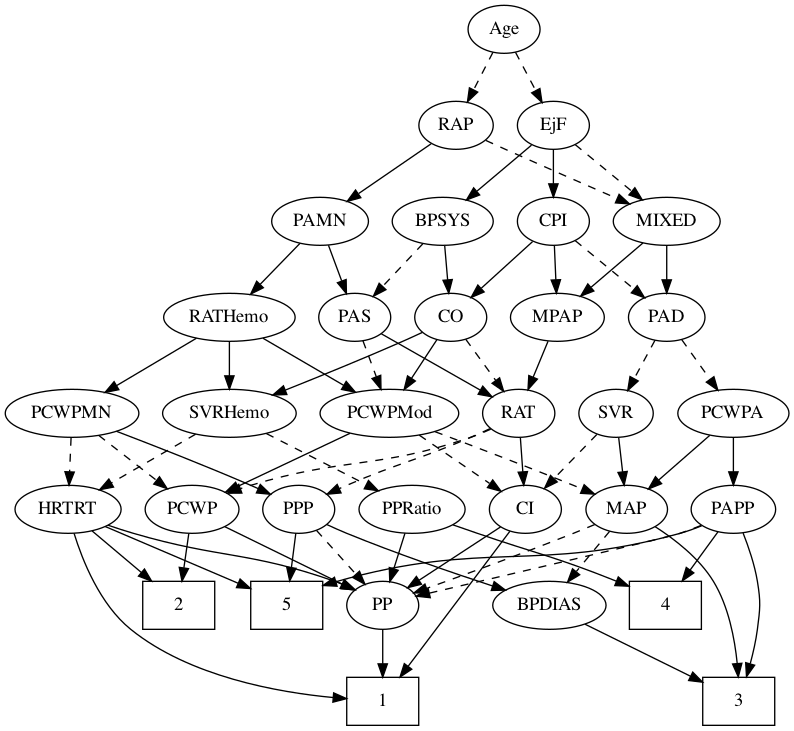 Age
RAP EjF
PAMN BPSYS CPI MIXED
RATHemo PAS CO MPAP PAD
PCWPMN SVRHemo PCWPMod RAT SVR PCWPA
HRTRT PCWP PPP PPRatio CI MAP PAPP
2 5 PP BPDIAS 4
1 3